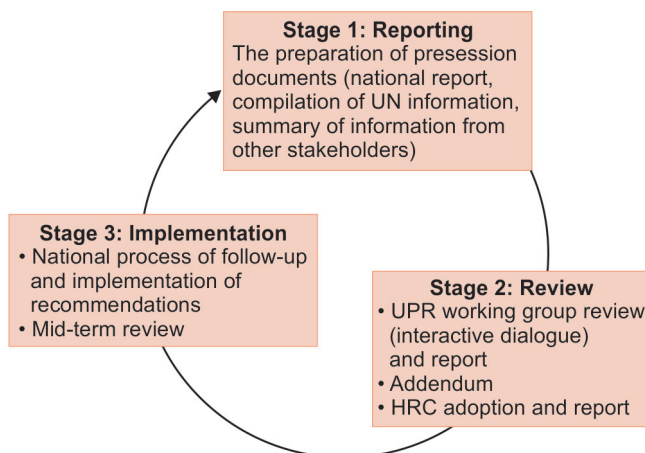 Stage 1: Reporting
The preparation of presession
documents (national report,
compilation of UN information,
summary of information from
other stakeholders)
Stage 2: Review
• UPR working group review
(interactive dialogue)
and report
• Addendum
• HRC adoption and report
Stage 3: Implementation
• National process of follow-up
and implementation of
recommendations
• Mid-term review